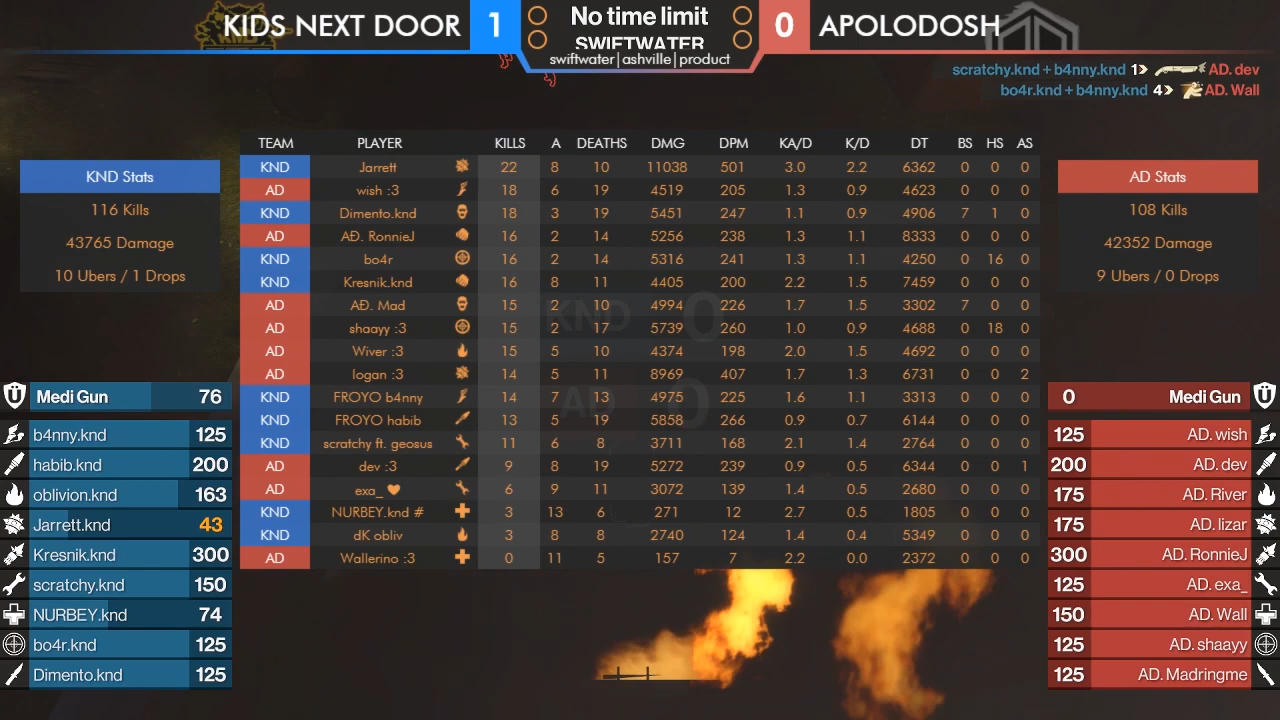 KIDS NEXT DOOR 1 No time limit 0 APOLODOSH
SWIFTWATER
swiftwater|ashville|product
scratchy.knd + b4nny.knd 1> AD. dev
bo4r.knd + b4nny.knd 4> AD. Wall
TEAM PLAYER KILLS A DEATHS DMG DPM KA/D K/D DT BS HS AS
KND Jarrett 22 8 10 11038 501 3.0 2.2 6362 0 0 0
AD wish :3 18 6 19 4519 205 1.3 0.9 4623 0 0 0
KND Dimento.knd 18 3 19 5451 247 1.1 0.9 4906 7 1 0
AD AĐ. RonnieJ 16 2 14 5256 238 1.3 1.1 8333 0 0 0
KND bo4r 16 2 14 5316 241 1.3 1.1 4250 0 16 0
KND Kresnik.knd 16 8 11 4405 200 2.2 1.5 7459 0 0 0
AD AĐ. Mad 15 2 10 4994 226 1.7 1.5 3302 7 0 0
AD shaayy :3 15 2 17 5739 260 1.0 0.9 4688 0 18 0
AD Wiver :3 15 5 10 4374 198 2.0 1.5 4692 0 0 0
AD logan :3 14 5 11 8969 407 1.7 1.3 6731 0 0 2
KND FROYO b4nny 14 7 13 4975 225 1.6 1.1 3313 0 0 0
KND FROYO habib 13 5 19 5858 266 0.9 0.7 6144 0 0 0
KND scratchy ft. geosus 11 6 8 3711 168 2.1 1.4 2764 0 0 0
AD dev :3 9 8 19 5272 239 0.9 0.5 6344 0 0 1
AD exa_ ❤ 6 9 11 3072 139 1.4 0.5 2680 0 0 0
KND NURBEY.knd # 3 13 6 271 12 2.7 0.5 1805 0 0 0
KND dK obliv 3 8 8 2740 124 1.4 0.4 5349 0 0 0
AD Wallerino :3 0 11 5 157 7 2.2 0.0 2372 0 0 0
KND Stats
116 Kills
43765 Damage
10 Ubers / 1 Drops
AD Stats
108 Kills
42352 Damage
9 Ubers / 0 Drops
KND 0
AD 0
Medi Gun 76
b4nny.knd 125
habib.knd 200
oblivion.knd 163
Jarrett.knd 43
Kresnik.knd 300
scratchy.knd 150
NURBEY.knd 74
bo4r.knd 125
Dimento.knd 125
0 Medi Gun
125 AD. wish
200 AD. dev
175 AD. River
175 AD. lizar
300 AD. RonnieJ
125 AD. exa_
150 AD. Wall
125 AD. shaayy
125 AD. Madringme